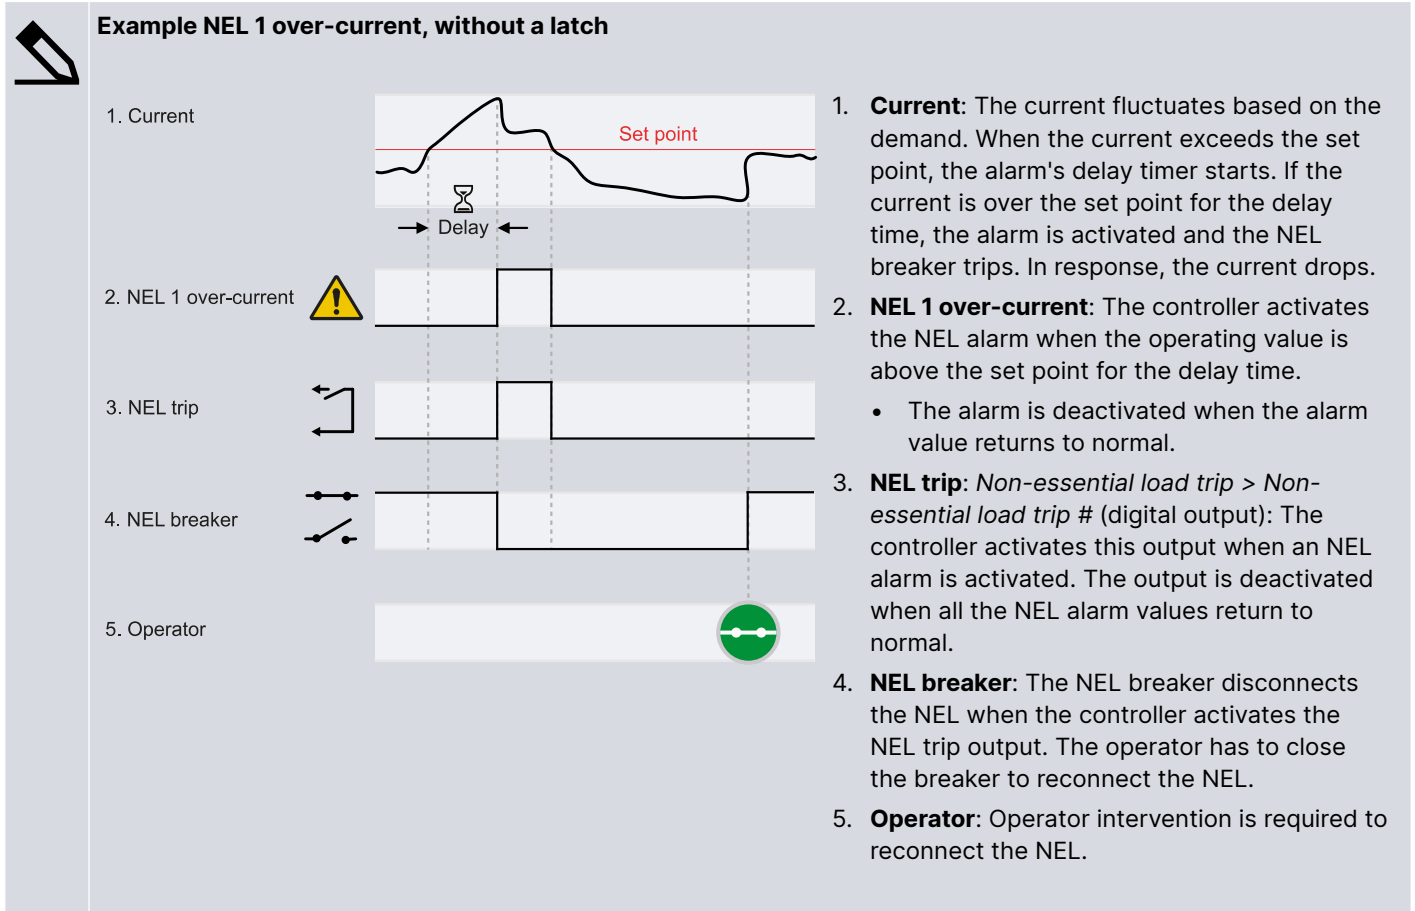 Example NEL 1 over-current, without a latch
1. Current
Set point
Delay
2. NEL 1 over-current
3. NEL trip
4. NEL breaker
5. Operator
1. Current: The current fluctuates based on the
demand. When the current exceeds the set
point, the alarm's delay timer starts. If the
current is over the set point for the delay
time, the alarm is activated and the NEL
breaker trips. In response, the current drops.
2. NEL 1 over-current: The controller activates
the NEL alarm when the operating value is
above the set point for the delay time.
• The alarm is deactivated when the alarm
value returns to normal.
3. NEL trip: Non-essential load trip > Non-
essential load trip # (digital output): The
controller activates this output when an NEL
alarm is activated. The output is deactivated
when all the NEL alarm values return to
normal.
4. NEL breaker: The NEL breaker disconnects
the NEL when the controller activates the
NEL trip output. The operator has to close
the breaker to reconnect the NEL.
5. Operator: Operator intervention is required to
reconnect the NEL.